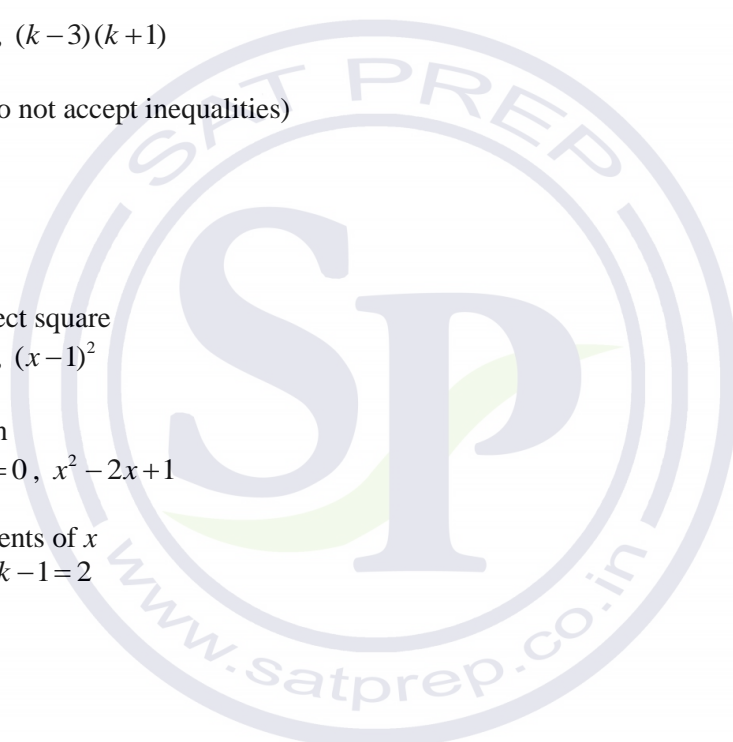 , (k − 3)(k + 1)
o not accept inequalities)
ect square
, (x − 1)²
n
= 0 , x² − 2x + 1
ents of x
k − 1 = 2
SAT PREP
SP
www.satprep.co.in